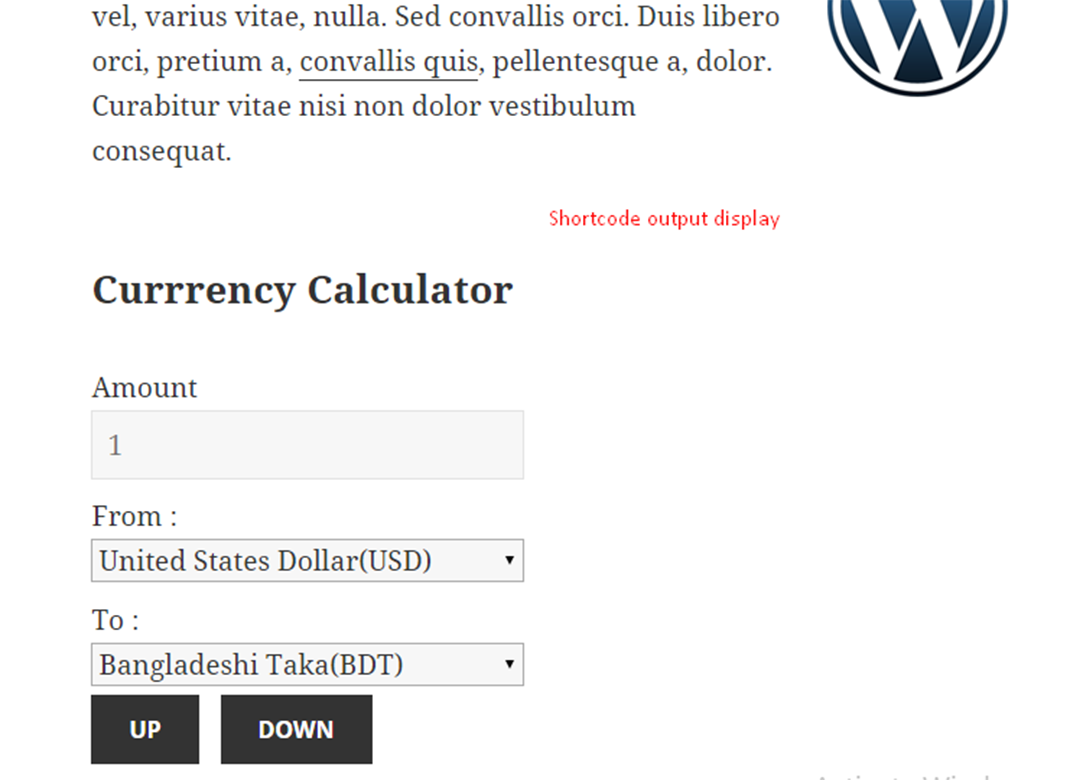 vel, varius vitae, nulla. Sed convallis orci. Duis libero
orci, pretium a, convallis quis, pellentesque a, dolor.
Curabitur vitae nisi non dolor vestibulum
consequat.
Shortcode output display
Currrency Calculator
Amount
1
From :
United States Dollar(USD)
To :
Bangladeshi Taka(BDT)
UP DOWN